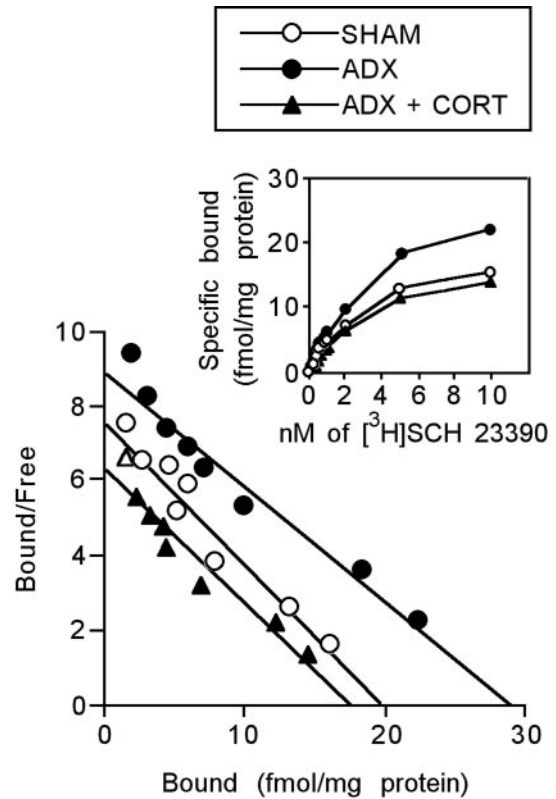 SHAM
ADX
ADX + CORT
Specific bound
(fmol/mg protein)
30
20
10
0
0 2 4 6 8 10
nM of [³H]SCH 23390
Bound/Free
10
8
6
4
2
0
0 10 20 30
Bound (fmol/mg protein)